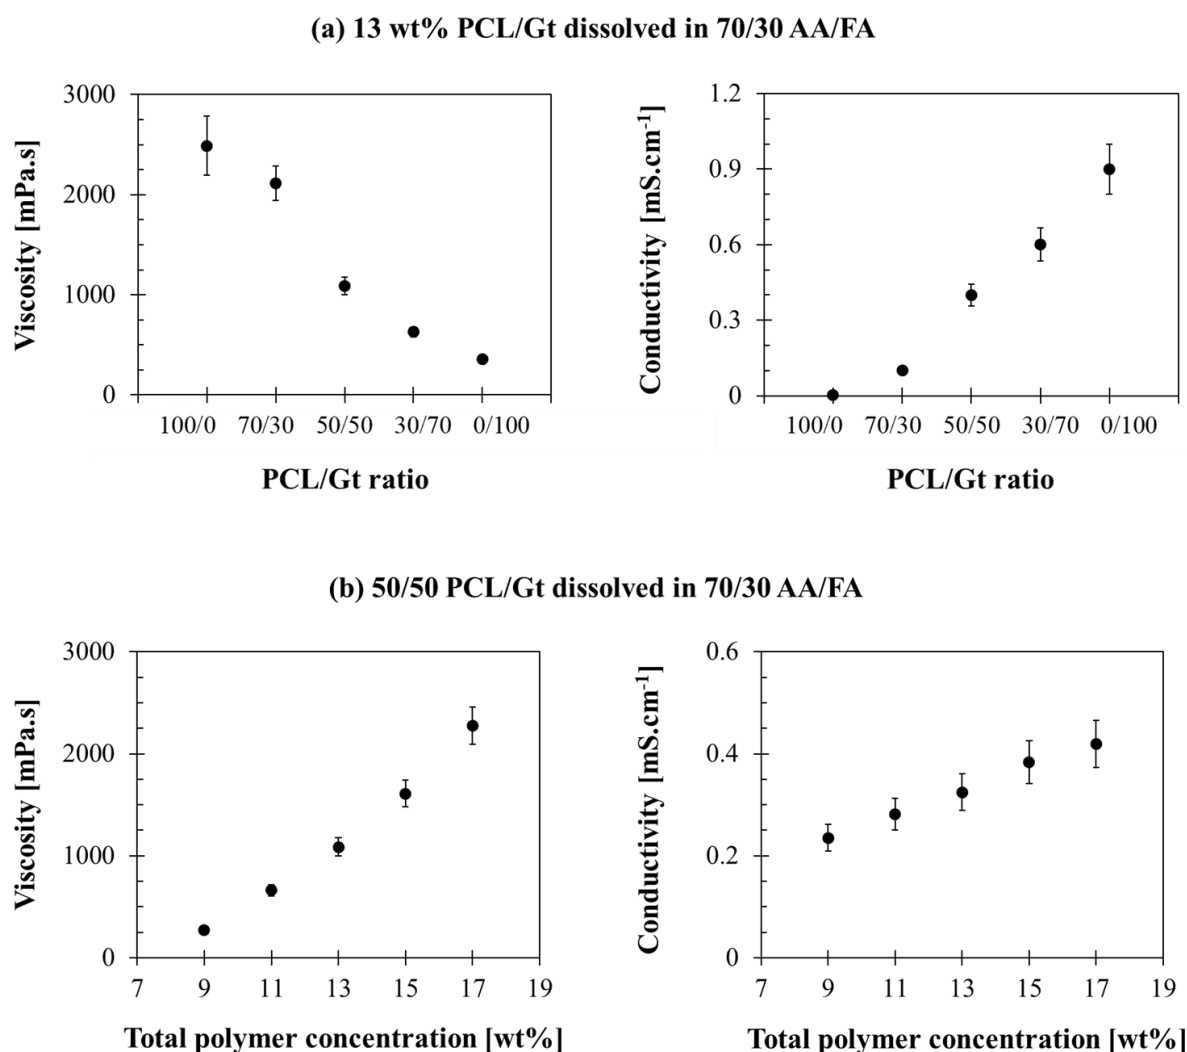 (a) 13 wt% PCL/Gt dissolved in 70/30 AA/FA
Viscosity [mPa.s]
3000
2000
1000
0
100/0 70/30 50/50 30/70 0/100
PCL/Gt ratio
Conductivity [mS.cm⁻¹]
1.2
0.9
0.6
0.3
0
100/0 70/30 50/50 30/70 0/100
PCL/Gt ratio
(b) 50/50 PCL/Gt dissolved in 70/30 AA/FA
Viscosity [mPa.s]
3000
2000
1000
0
7 9 11 13 15 17 19
Total polymer concentration [wt%]
Conductivity [mS.cm⁻¹]
0.6
0.4
0.2
0
7 9 11 13 15 17 19
Total polymer concentration [wt%]